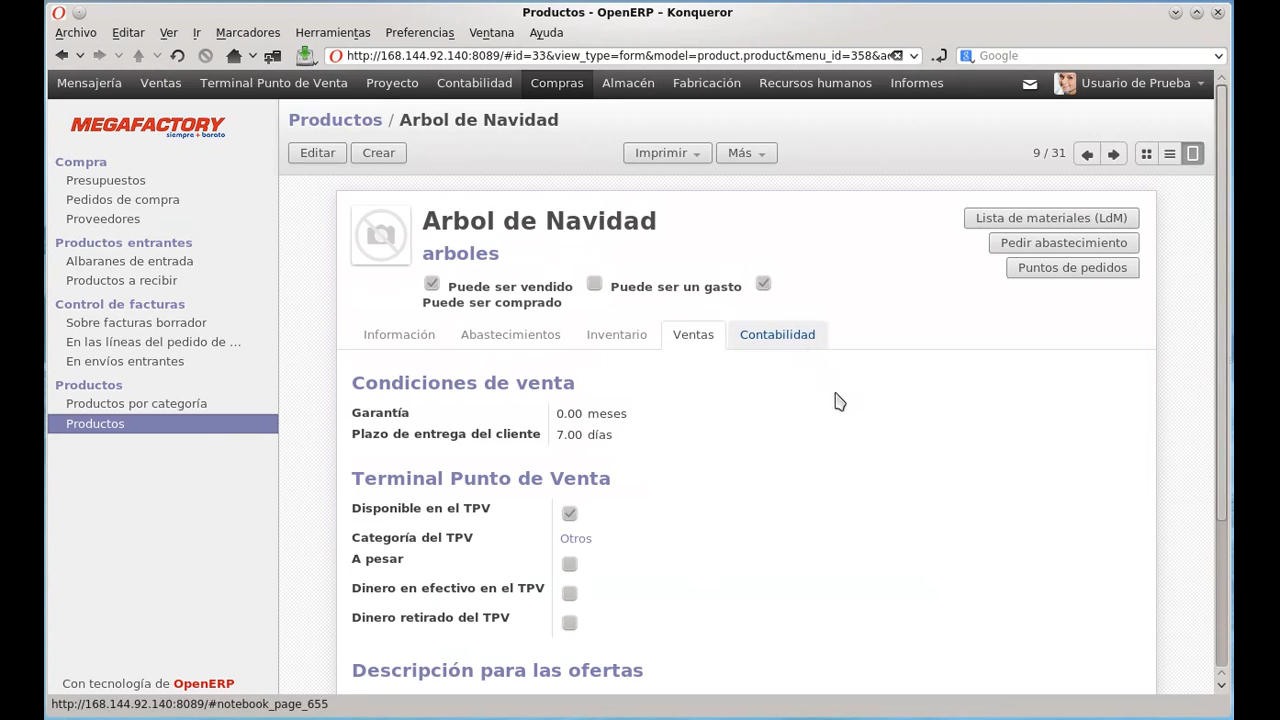 Productos - OpenERP – Konqueror
Archivo Editar Ver Ir Marcadores Herramientas Preferencias Ventana Ayuda
http://168.144.92.140:8089/#id=33&view_type=form&model=product.product&menu_id=358&a
Google
Mensajería Ventas Terminal Punto de Venta Proyecto Contabilidad Compras Almacén Fabricación Recursos humanos Informes Usuario de Prueba
MEGAFACTORY
siempre + barato
Productos / Arbol de Navidad
Editar Crear Imprimir Más 9 / 31
Compra
Presupuestos
Pedidos de compra
Proveedores
Productos entrantes
Albaranes de entrada
Productos a recibir
Control de facturas
Sobre facturas borrador
En las líneas del pedido de ...
En envíos entrantes
Productos
Productos por categoría
Productos
Con tecnología de OpenERP
Arbol de Navidad
arboles
Puede ser vendido Puede ser un gasto
Puede ser comprado
Lista de materiales (LdM)
Pedir abastecimiento
Puntos de pedidos
Información Abastecimientos Inventario Ventas Contabilidad
Condiciones de venta
Garantía 0.00 meses
Plazo de entrega del cliente 7.00 días
Terminal Punto de Venta
Disponible en el TPV
Categoría del TPV Otros
A pesar
Dinero en efectivo en el TPV
Dinero retirado del TPV
Descripción para las ofertas
http://168.144.92.140:8089/#notebook_page_655